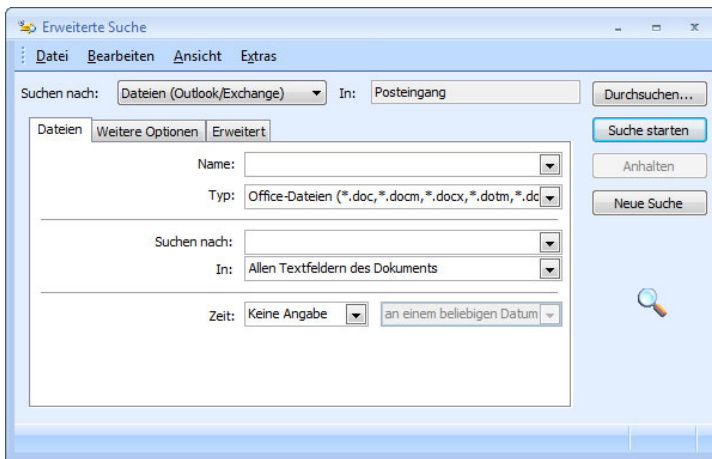 Erweiterte Suche
Datei Bearbeiten Ansicht Extras
Suchen nach: Dateien (Outlook/Exchange) In: Posteingang Durchsuchen...
Dateien Weitere Optionen Erweitert Suche starten
Name: Anhalten
Typ: Office-Dateien (*.doc,*.docm,*.docx,*.dotm,*.dc Neue Suche
Suchen nach:
In: Allen Textfeldern des Dokuments
Zeit: Keine Angabe an einem beliebigen Datum